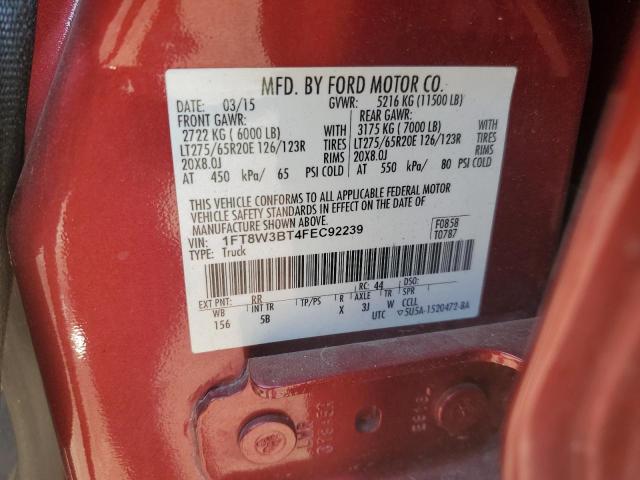 MFD. BY FORD MOTOR CO.
DATE: 03/15 GVWR: 5216 KG (11500 LB)
FRONT GAWR: REAR GAWR:
2722 KG ( 6000 LB) WITH 3175 KG ( 7000 LB) WITH
LT275/65R20E 126/123R TIRES LT275/65R20E 126/123R TIRES
20X8.0J RIMS 20X8.0J RIMS
AT 450 kPa/ 65 PSI COLD AT 550 kPa/ 80 PSI COLD
THIS VEHICLE CONFORMS TO ALL APPLICABLE FEDERAL MOTOR
VEHICLE SAFETY STANDARDS IN EFFECT ON THE DATE OF
MANUFACTURE SHOWN ABOVE.
VIN: 1FT8W3BT4FEC92239 F0858
TYPE: Truck T0787
RC: 44 DSO:
EXT PNT: RR
WB INT TR TP/PS R AXLE TR SPR
156 5B X 3J W CCLL
UTC 5U5A-1520472-BA